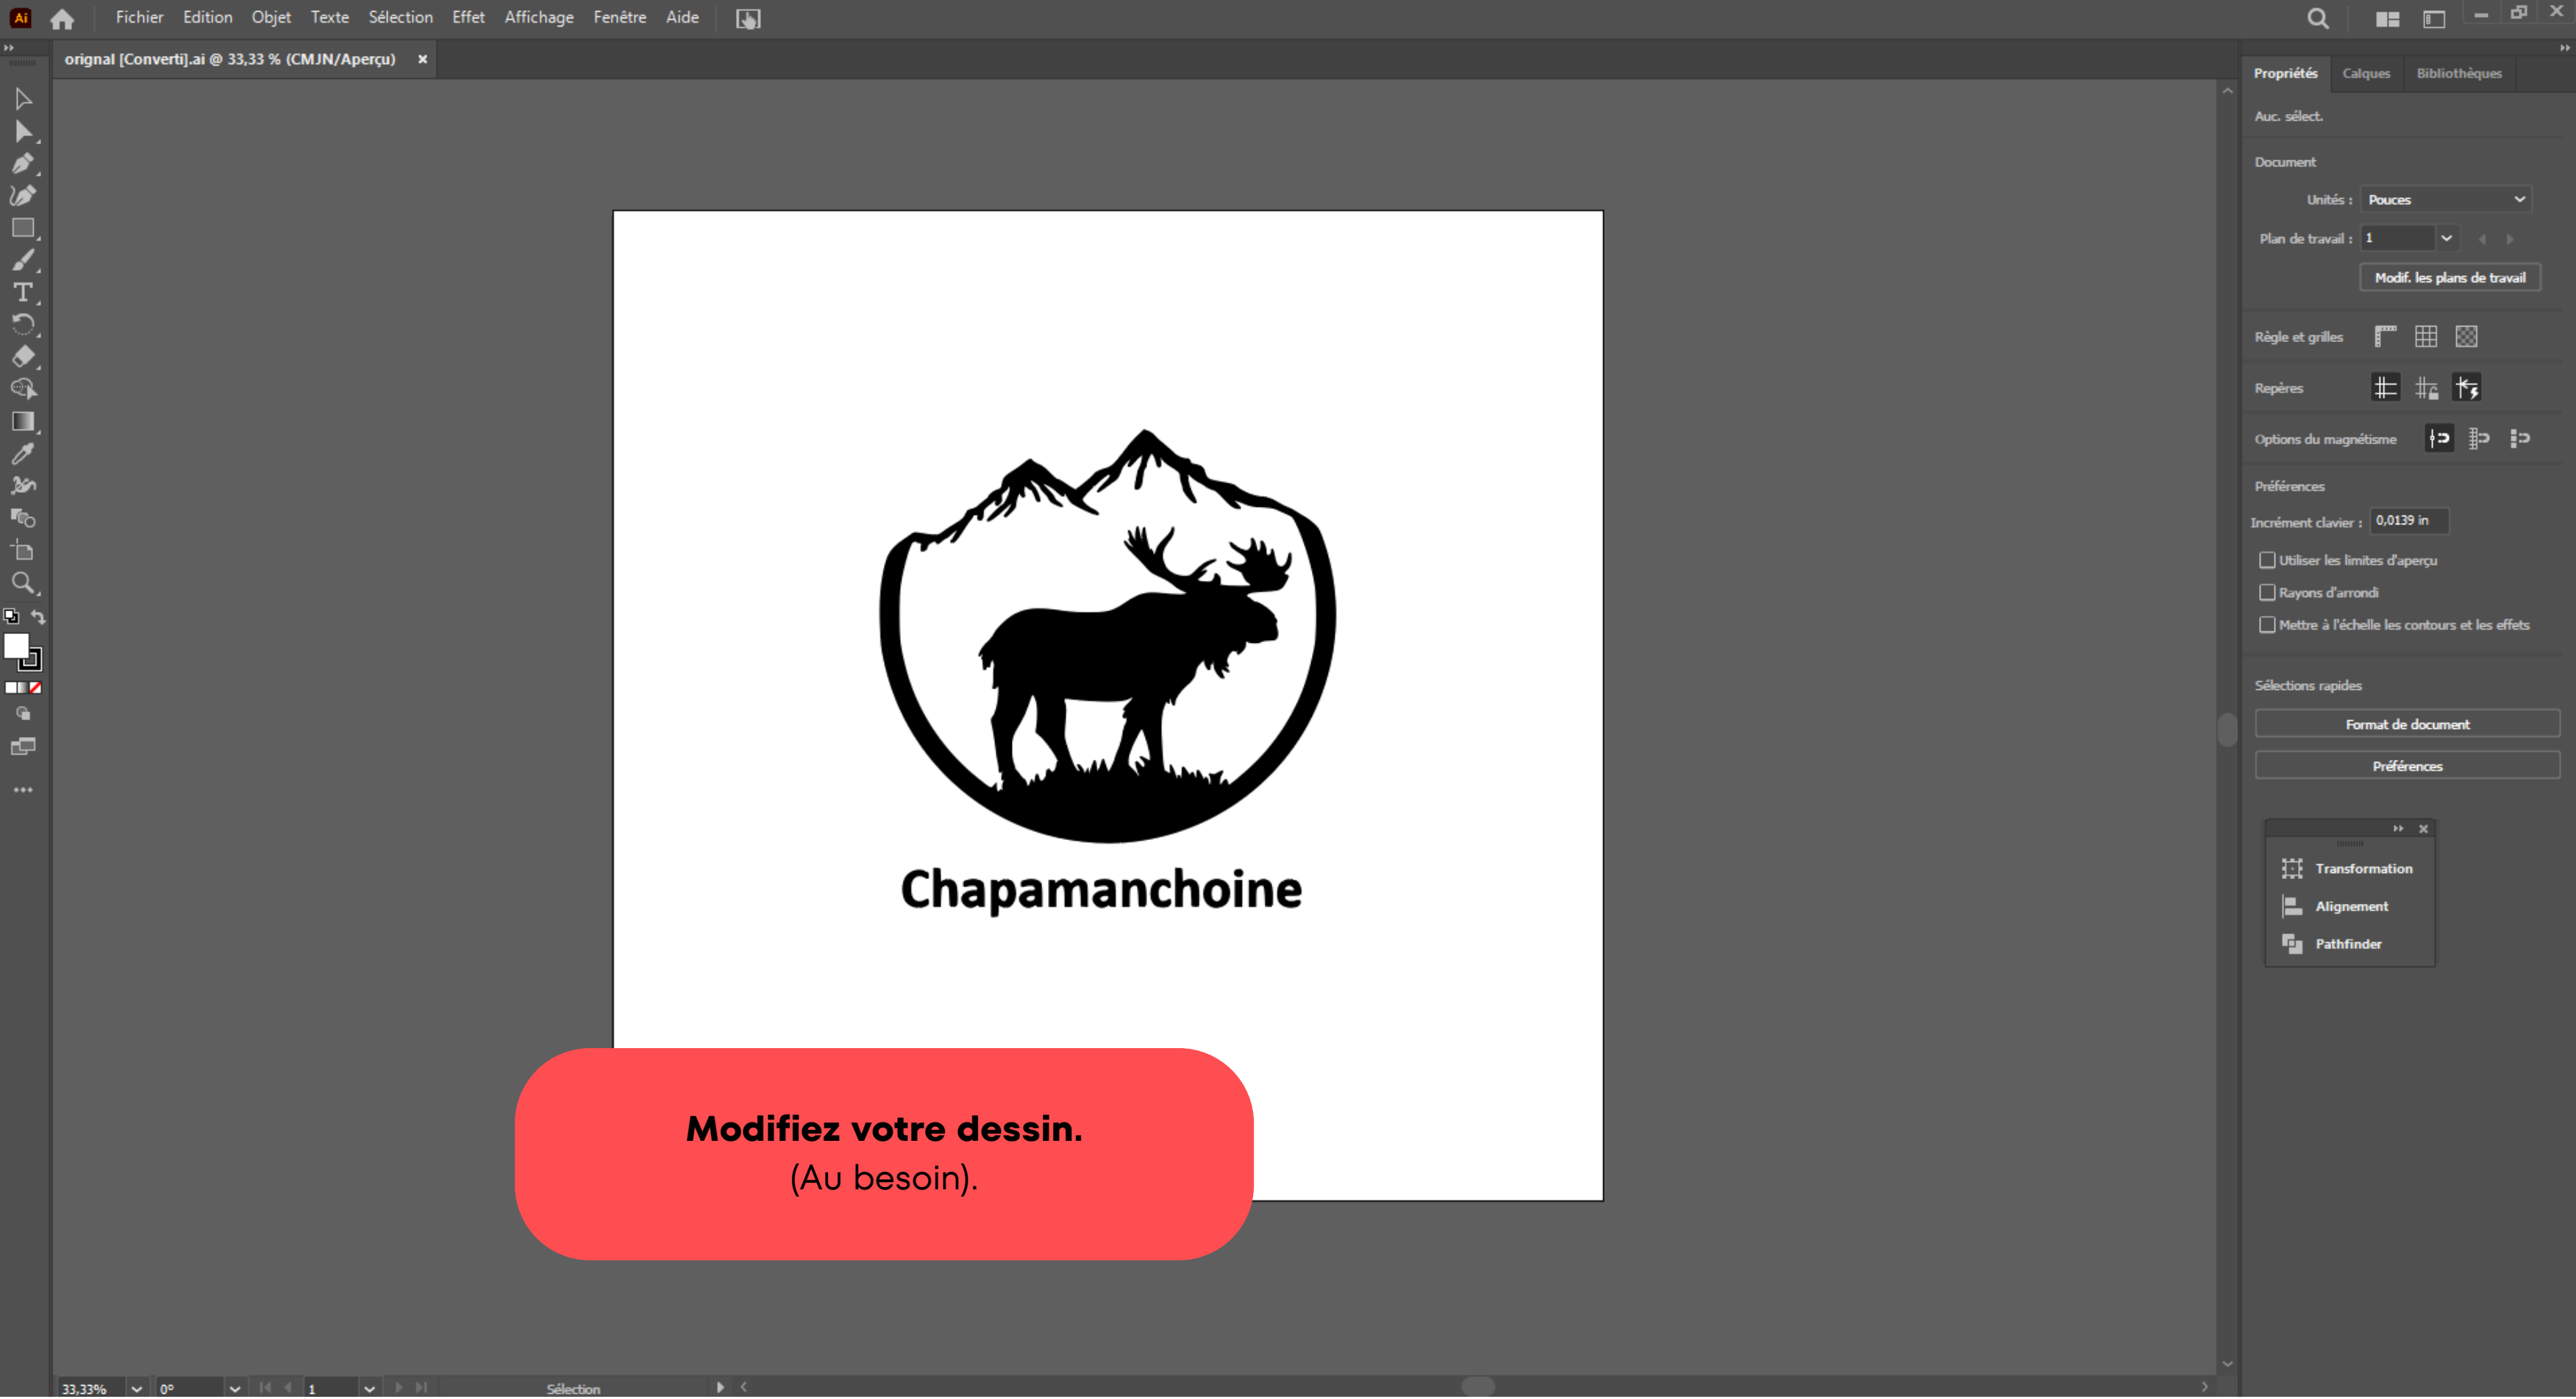 Ai
Fichier Edition Objet Texte Sélection Effet Affichage Fenêtre Aide
orignal [Converti].ai @ 33,33 % (CMJN/Aperçu)
Propriétés Calques Bibliothèques
Auc. sélect.
Document
Unités : Pouces
Plan de travail : 1
Modif. les plans de travail
Règle et grilles
Repères
Options du magnétisme
Préférences
Incrément clavier : 0,0139 in
Utiliser les limites d'aperçu
Rayons d'arrondi
Mettre à l'échelle les contours et les effets
Sélections rapides
Format de document
Préférences
Transformation
Alignement
Pathfinder
Chapamanchoine
Modifiez votre dessin.
(Au besoin).
33,33% 0° 1 Sélection